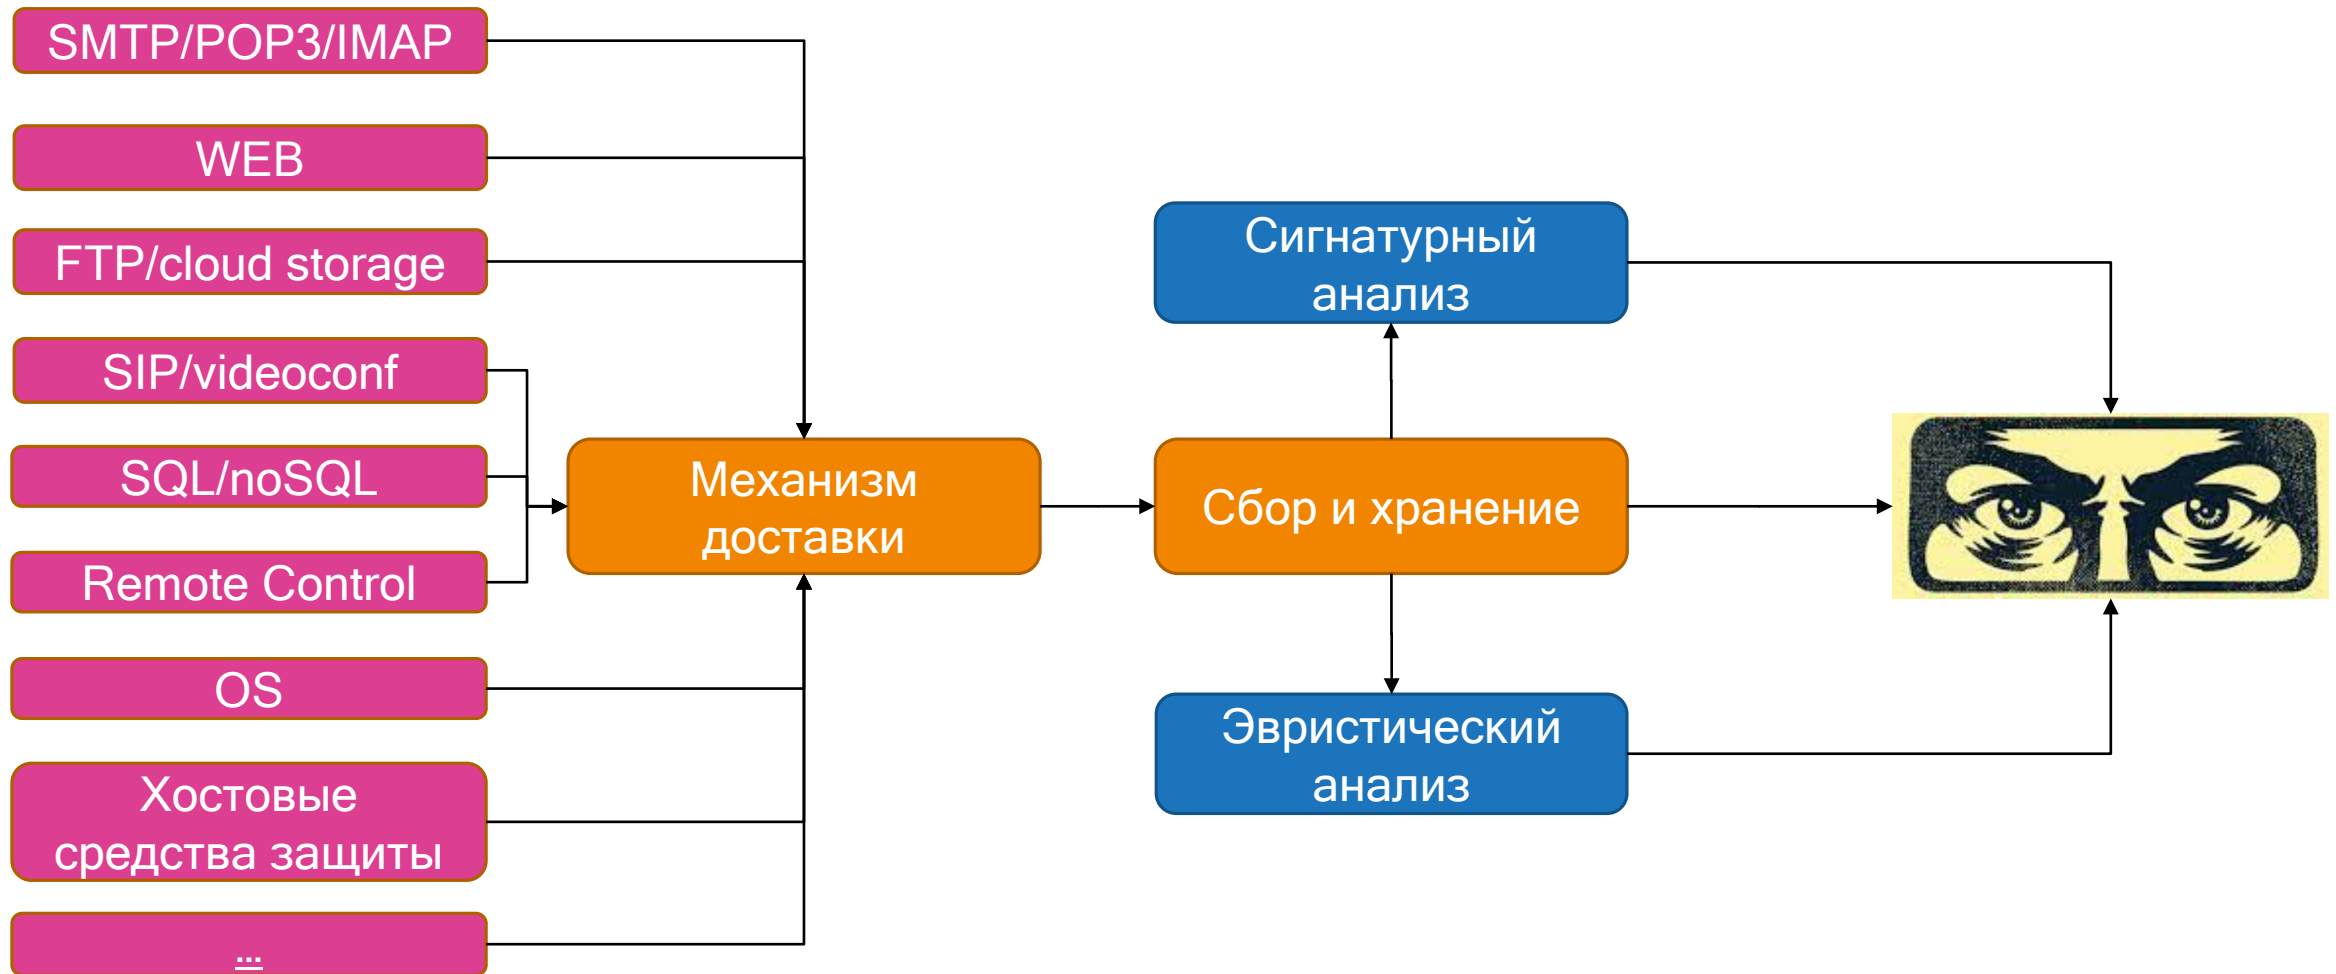 SMTP/POP3/IMAP
WEB
FTP/cloud storage
SIP/videoconf
SQL/noSQL
Remote Control
OS
Хостовые
средства защиты
...
Механизм
доставки
Сигнатурный
анализ
Сбор и хранение
Эвристический
анализ